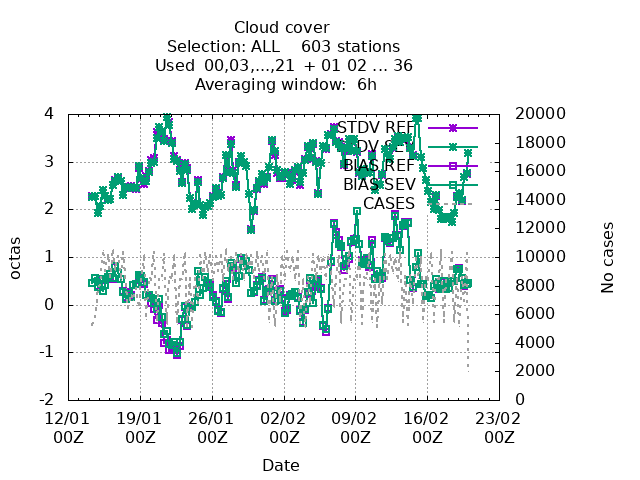 Cloud cover
Selection: ALL 603 stations
Used 00,03,...,21 + 01 02 ... 36
Averaging window: 6h
4
3
2
1
0
-1
-2
octas
20000
18000
16000
14000
12000
10000
8000
6000
4000
2000
0
No cases
STDV REF
STDV SEV
BIAS REF
BIAS SEV
CASES
12/01 19/01 26/01 02/02 09/02 16/02 23/02
00Z 00Z 00Z 00Z 00Z 00Z 00Z
Date